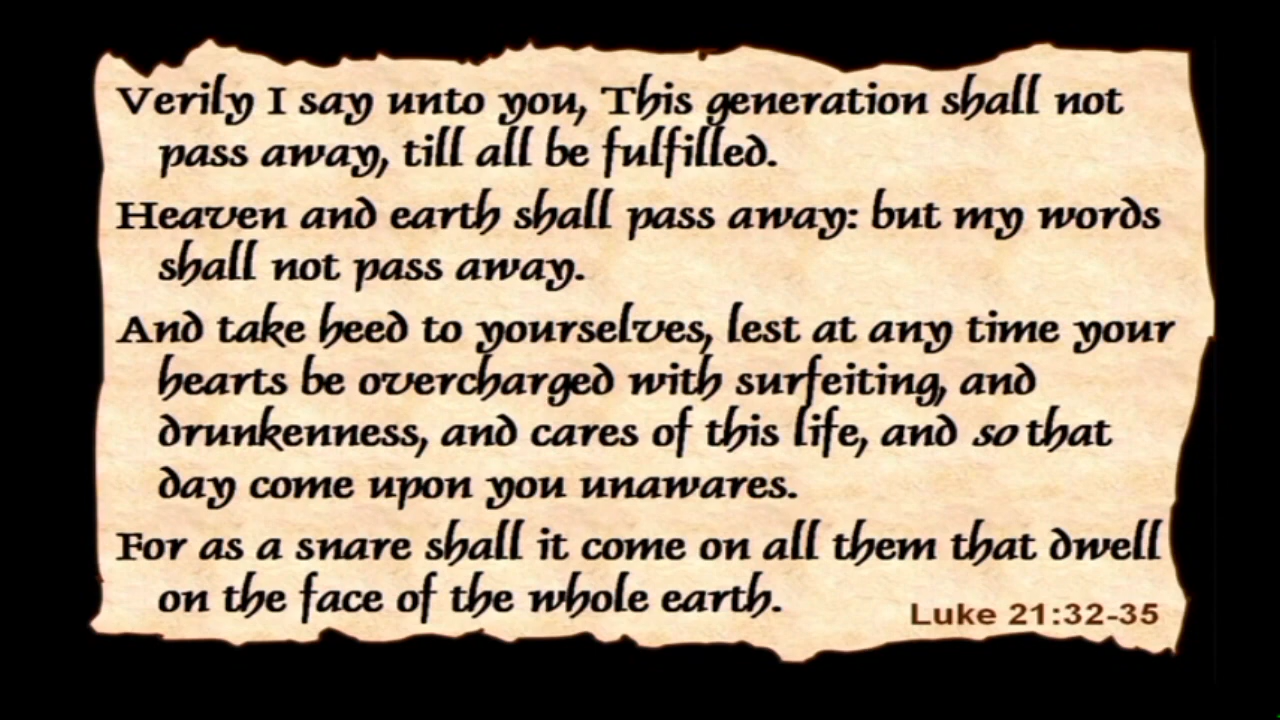 Verily I say unto you, This generation shall not
pass away, till all be fulfilled.
Heaven and earth shall pass away: but my words
shall not pass away.
And take heed to yourselves, lest at any time your
hearts be overcharged with surfeiting, and
drunkenness, and cares of this life, and so that
day come upon you unawares.
For as a snare shall it come on all them that dwell
on the face of the whole earth.
Luke 21:32-35